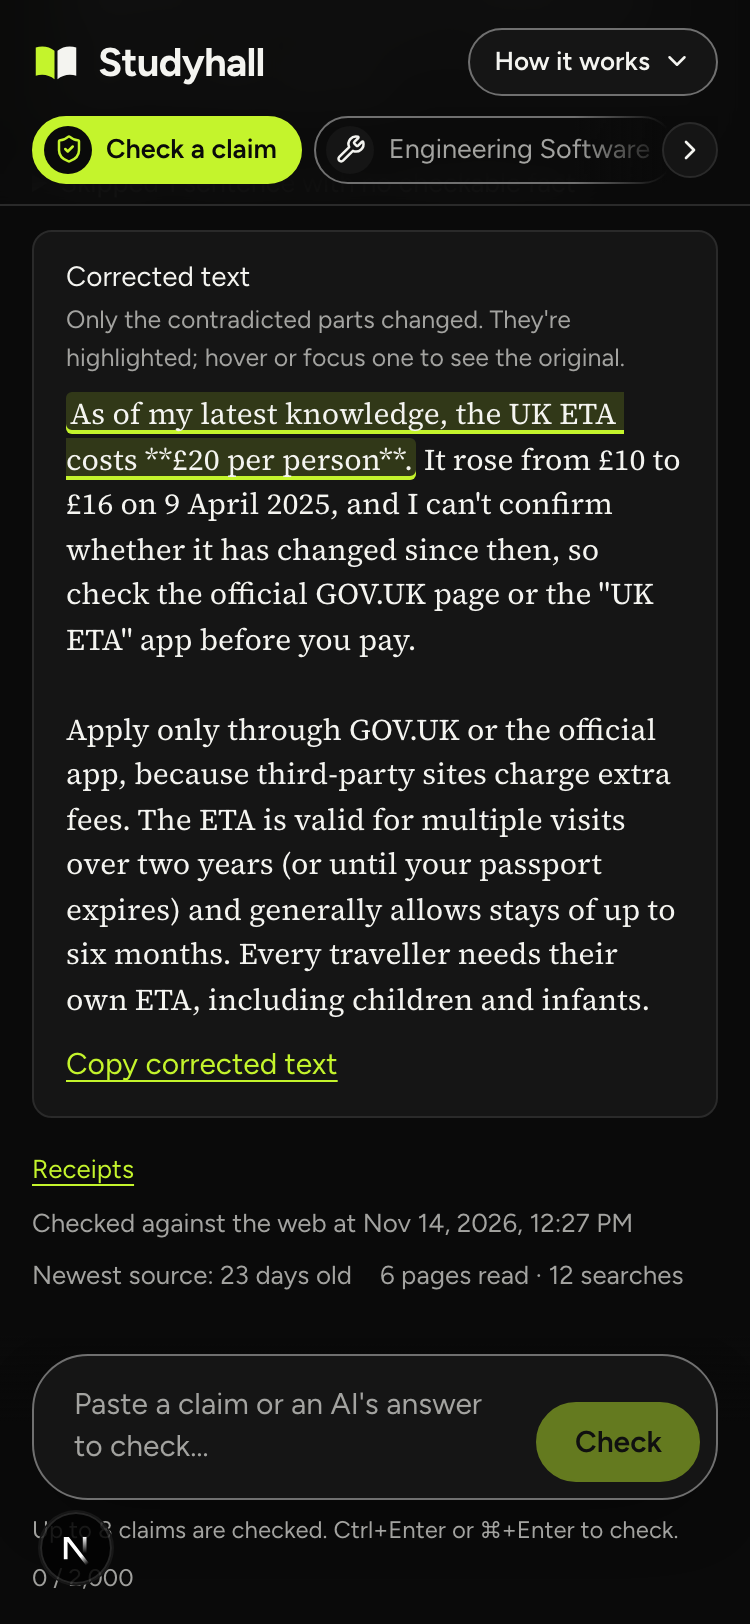 Studyhall
How it works
Check a claim
Engineering Software
Corrected text
Only the contradicted parts changed. They're
highlighted; hover or focus one to see the original.
As of my latest knowledge, the UK ETA
costs **£20 per person**. It rose from £10 to
£16 on 9 April 2025, and I can't confirm
whether it has changed since then, so
check the official GOV.UK page or the "UK
ETA" app before you pay.
Apply only through GOV.UK or the official
app, because third-party sites charge extra
fees. The ETA is valid for multiple visits
over two years (or until your passport
expires) and generally allows stays of up to
six months. Every traveller needs their
own ETA, including children and infants.
Copy corrected text
Receipts
Checked against the web at Nov 14, 2026, 12:27 PM
Newest source: 23 days old 6 pages read · 12 searches
Paste a claim or an AI's answer
to check...
Check
Up to 8 claims are checked. Ctrl+Enter or ⌘+Enter to check.
N
0 / 2,000